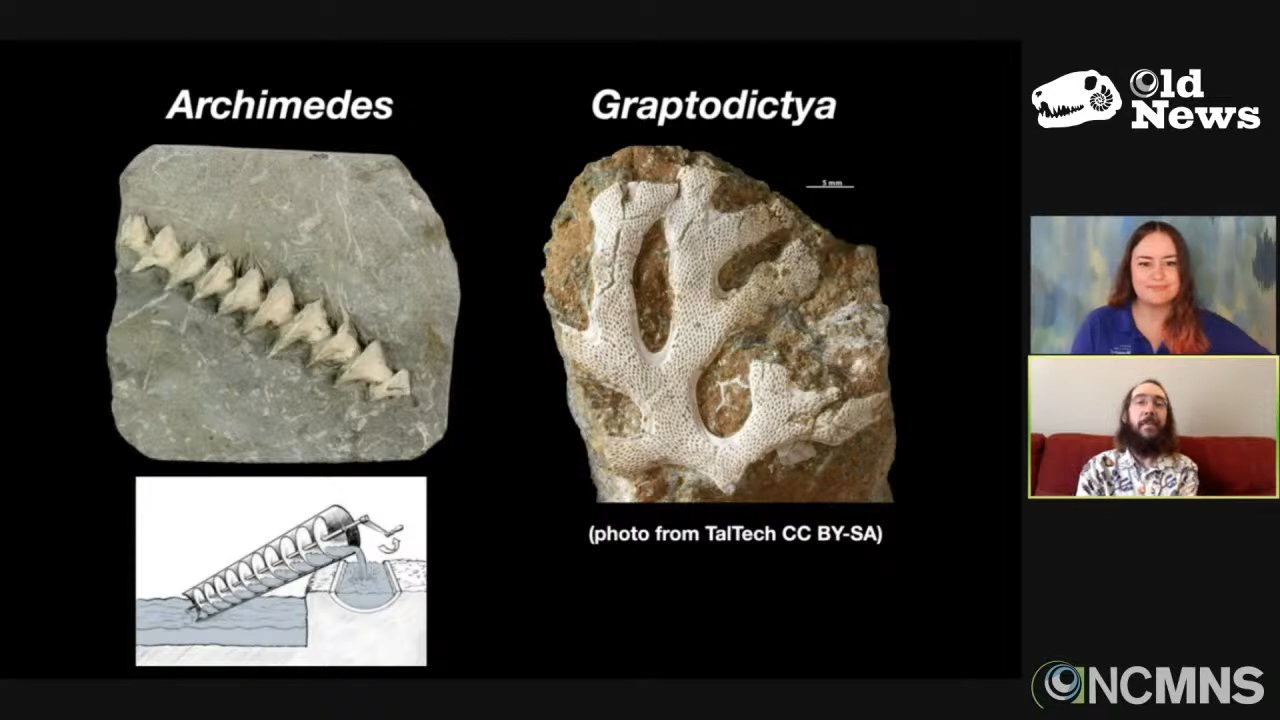 Archimedes
Graptodictya
5 mm
(photo from TalTech CC BY-SA)
Old
News
NCMNS